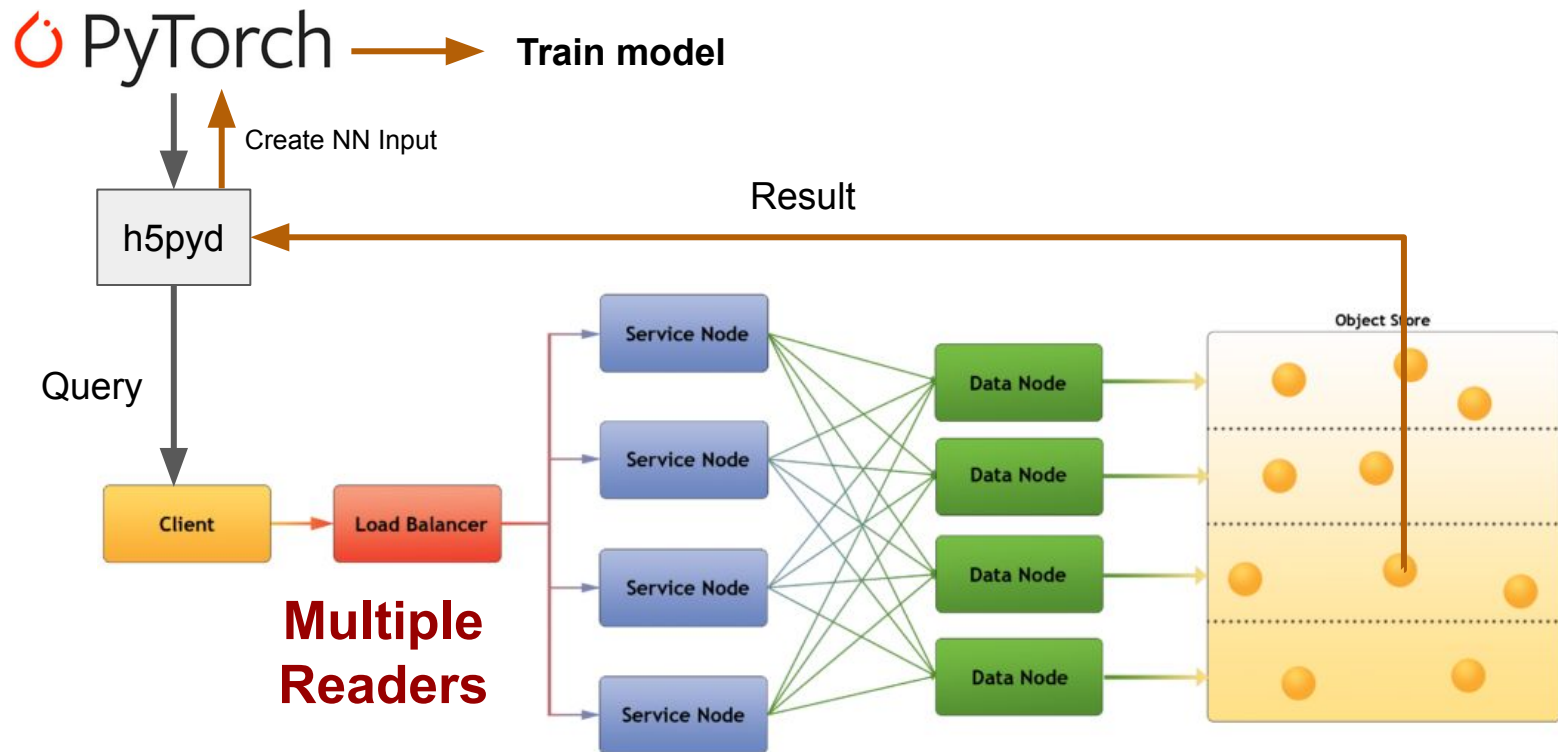 PyTorch
Train model
Create NN Input
h5pyd
Result
Query
Object Store
Service Node
Data Node
Service Node
Data Node
Client
Load Balancer
Service Node
Data Node
Multiple
Readers
Service Node
Data Node